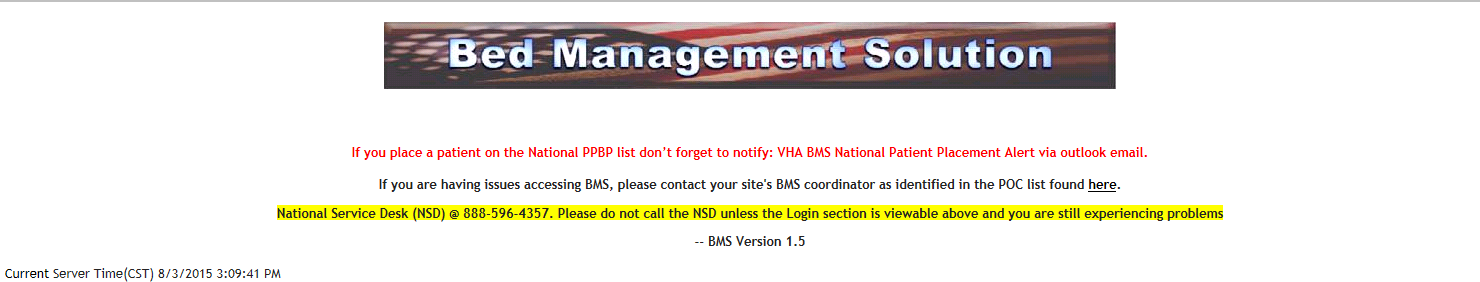 Bed Management Solution
If you place a patient on the National PPBP list don’t forget to notify: VHA BMS National Patient Placement Alert via outlook email.
If you are having issues accessing BMS, please contact your site's BMS coordinator as identified in the POC list found here.
National Service Desk (NSD) @ 888-596-4357. Please do not call the NSD unless the Login section is viewable above and you are still experiencing problems
-- BMS Version 1.5
Current Server Time(CST) 8/3/2015 3:09:41 PM